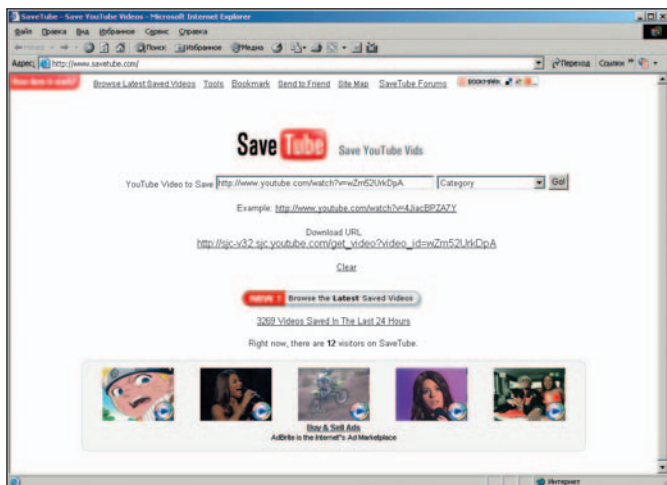 SaveTube - Save YouTube Videos - Microsoft Internet Explorer
Файл Правка Вид Избранное Сервис Справка
Поиск Избранное Медиа
Адрес: http://www.savetube.com/ Переход Ссылки »
Browse Latest Saved Videos Tools Bookmark Send to Friend Site Map SaveTube Forums BOOKMARK
Save Tube Save YouTube Vids
YouTube Video to Save http://www.youtube.com/watch?v=wZm52UrkDpA Category Go!
Example: http://www.youtube.com/watch?v=4JiacBPZA7Y
Download URL
http://sjc-v32.sjc.youtube.com/get_video?video_id=wZm52UrkDpA
Clear
NEW ! Browse the Latest Saved Videos
3269 Videos Saved In The Last 24 Hours
Right now, there are 12 visitors on SaveTube.
Buy & Sell Ads
AdBrite is the Internet"s Ad Marketplace
Интернет